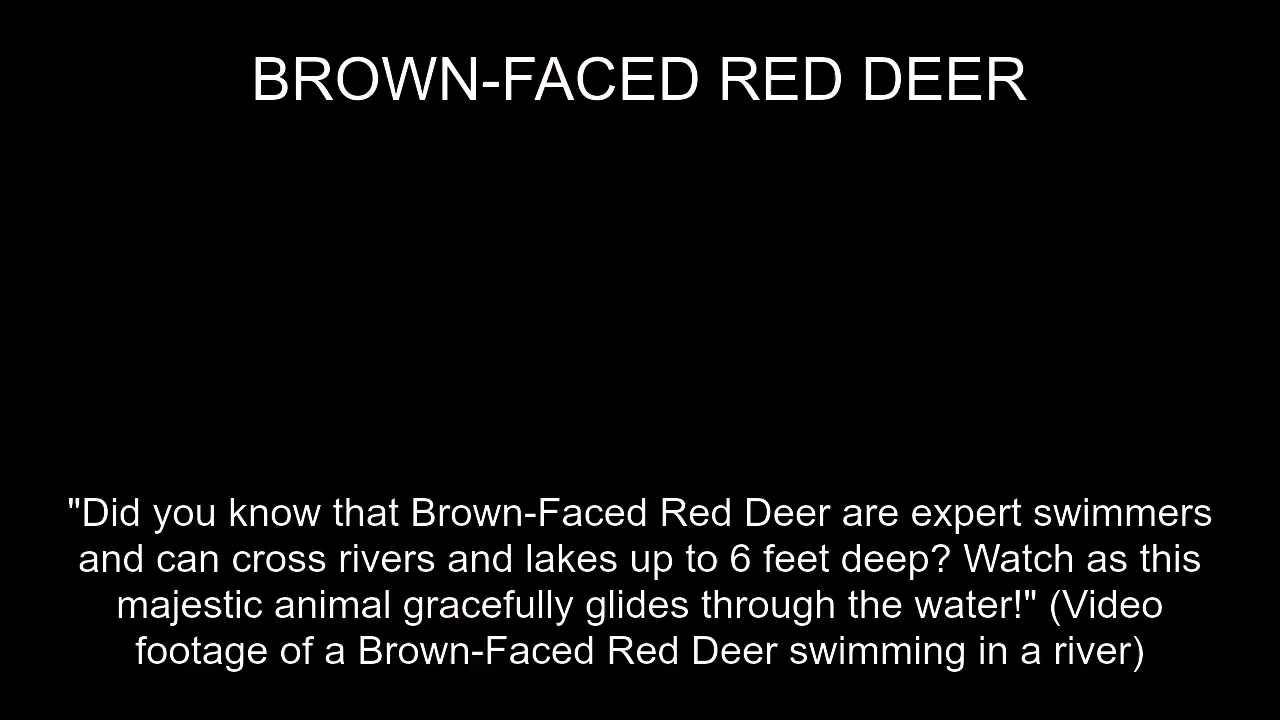 BROWN-FACED RED DEER
"Did you know that Brown-Faced Red Deer are expert swimmers
and can cross rivers and lakes up to 6 feet deep? Watch as this
majestic animal gracefully glides through the water!" (Video
footage of a Brown-Faced Red Deer swimming in a river)